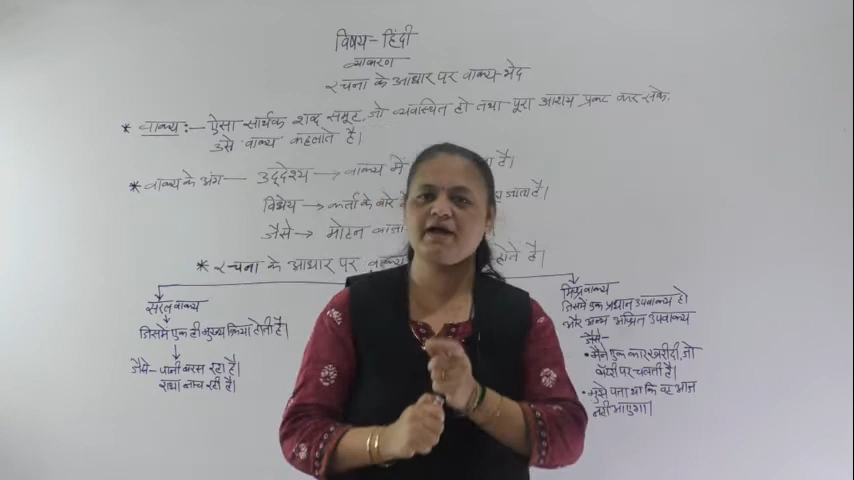 विषय - हिंदी
व्याकरण
रचना के आधार पर वाक्य-भेद
* वाक्य :- ऐसा सार्थक शब्द समूह, जो व्यवस्थित हो तथा पूरा आशय प्रकट कर सके,
उसे वाक्य कहलाते है।
* वाक्य के अंग — उद्देश्य → वाक्य में है।
विधेय → कर्ता के बारे जाता है।
जैसे → मोहन
* रचना के आधार पर वाक्य होते है।
सरल वाक्य
जिसमें एक ही मुख्य क्रिया होती है।
जैसे - पानी बरस रहा है।
राधा नाच रही है।
मिश्र वाक्य
जिसमें एक प्रधान उपवाक्य हो
और अन्य आश्रित उपवाक्य
जैसे -
• मैंने एक कार खरीदी, जो
बैटरी पर चलती है।
• मुझे पता था कि वह आज
नहीं आएगा।